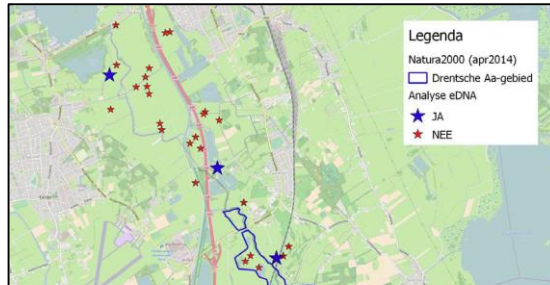 Legenda
Natura2000 (apr2014)
Drentsche Aa-gebied
Analyse eDNA
JA
NEE